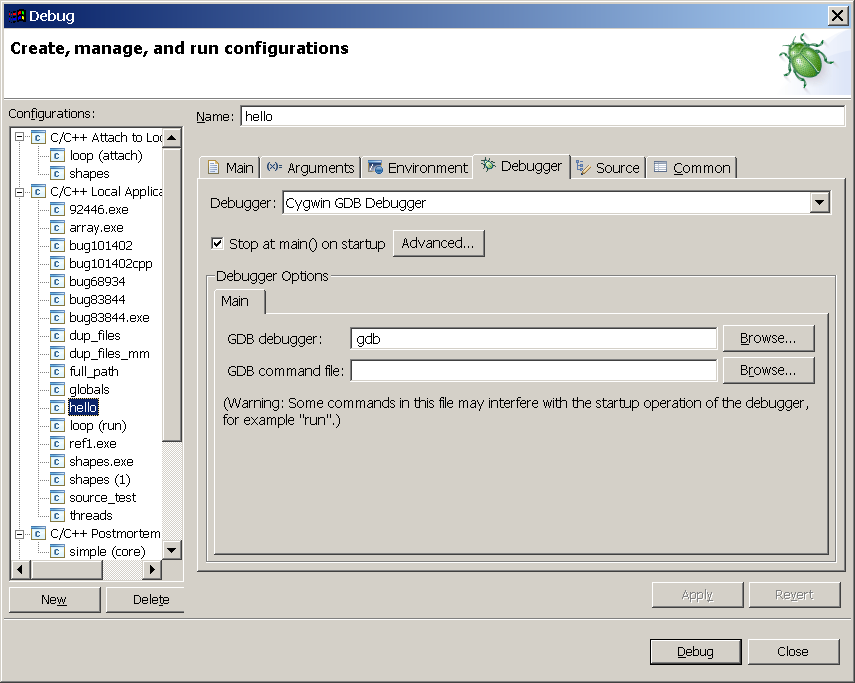 Debug
Create, manage, and run configurations
Configurations:
C/C++ Attach to Loc
loop (attach)
shapes
C/C++ Local Applica
92446.exe
array.exe
bug101402
bug101402cpp
bug68934
bug83844
bug83844.exe
dup_files
dup_files_mm
full_path
globals
hello
loop (run)
ref1.exe
shapes.exe
shapes (1)
source_test
threads
C/C++ Postmortem
simple (core)
New
Delete
Name: hello
Main (x)= Arguments Environment Debugger Source Common
Debugger: Cygwin GDB Debugger
Stop at main() on startup Advanced...
Debugger Options
Main
GDB debugger: gdb Browse...
GDB command file: Browse...
(Warning: Some commands in this file may interfere with the startup operation of the debugger,
for example "run".)
Apply Revert
Debug Close